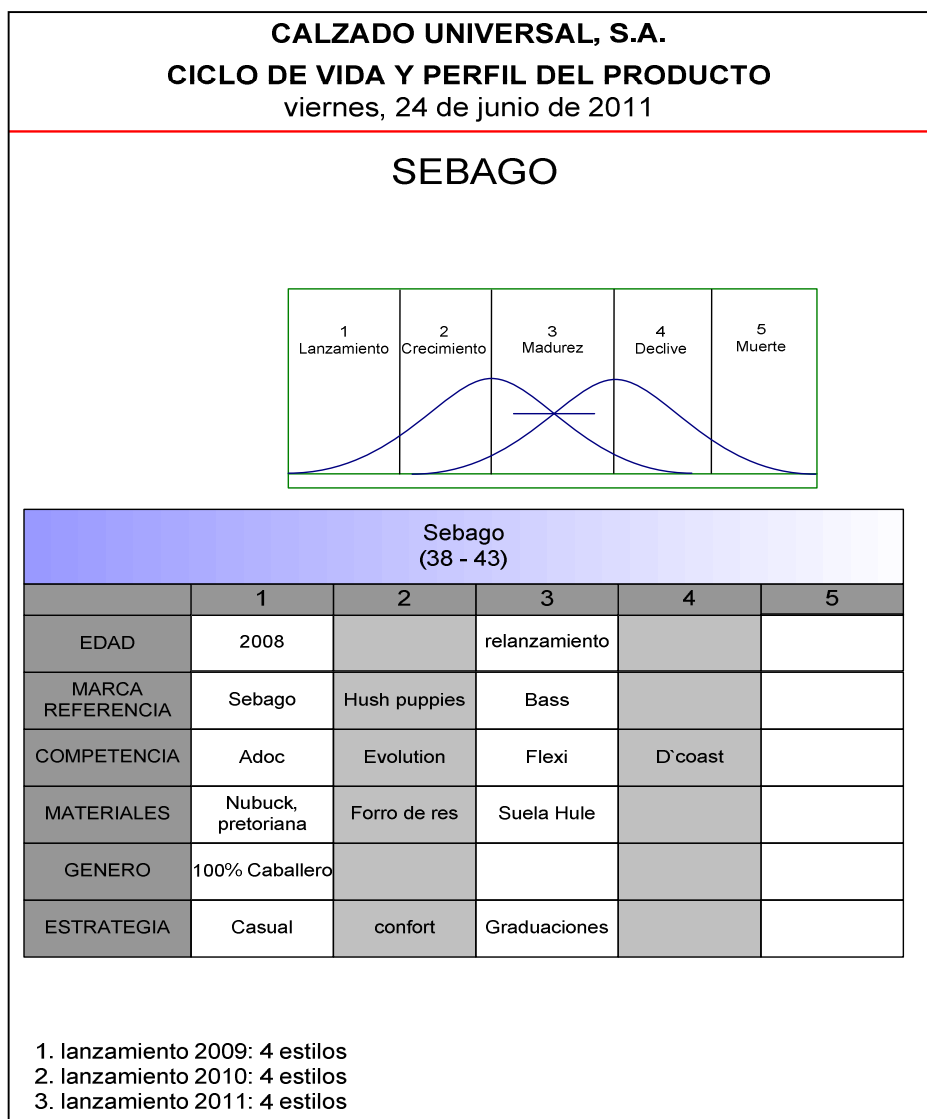 CALZADO UNIVERSAL, S.A.
CICLO DE VIDA Y PERFIL DEL PRODUCTO
viernes, 24 de junio de 2011
SEBAGO
1 2 3 4 5
Lanzamiento Crecimiento Madurez Declive Muerte
Sebago
(38 - 43)
1 2 3 4 5
EDAD 2008 relanzamiento
MARCA REFERENCIA Sebago Hush puppies Bass
COMPETENCIA Adoc Evolution Flexi D`coast
MATERIALES Nubuck, pretoriana Forro de res Suela Hule
GENERO 100% Caballero
ESTRATEGIA Casual confort Graduaciones
1. lanzamiento 2009: 4 estilos
2. lanzamiento 2010: 4 estilos
3. lanzamiento 2011: 4 estilos